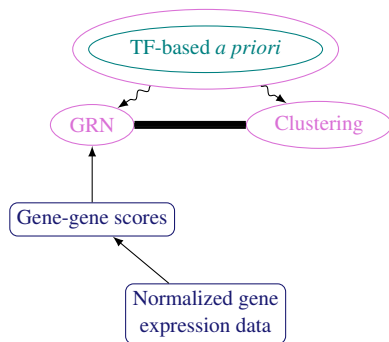 TF-based a priori
GRN
Clustering
Gene-gene scores
Normalized gene
expression data